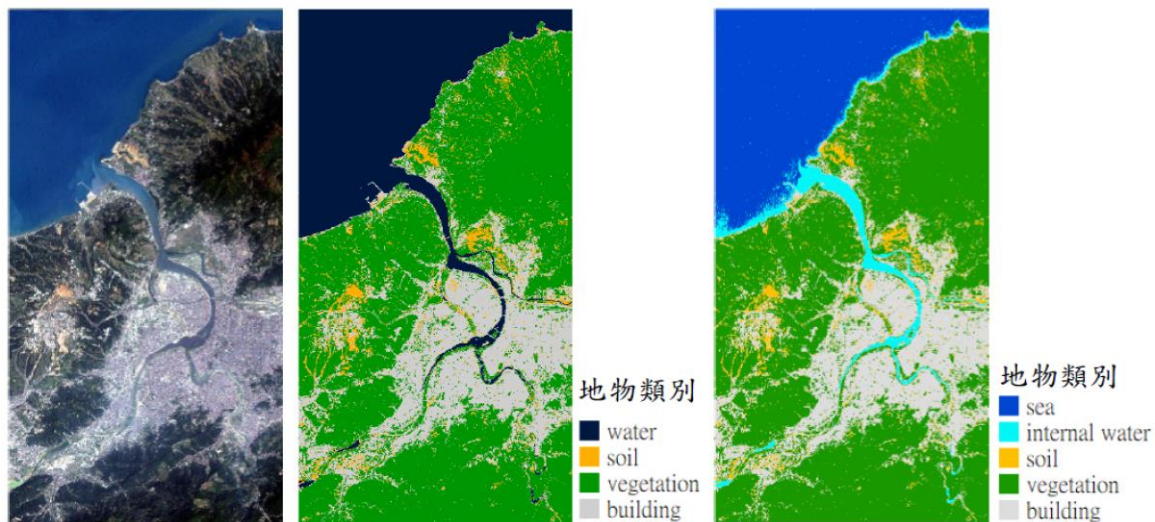 地物類別
water
soil
vegetation
building
地物類別
sea
internal water
soil
vegetation
building